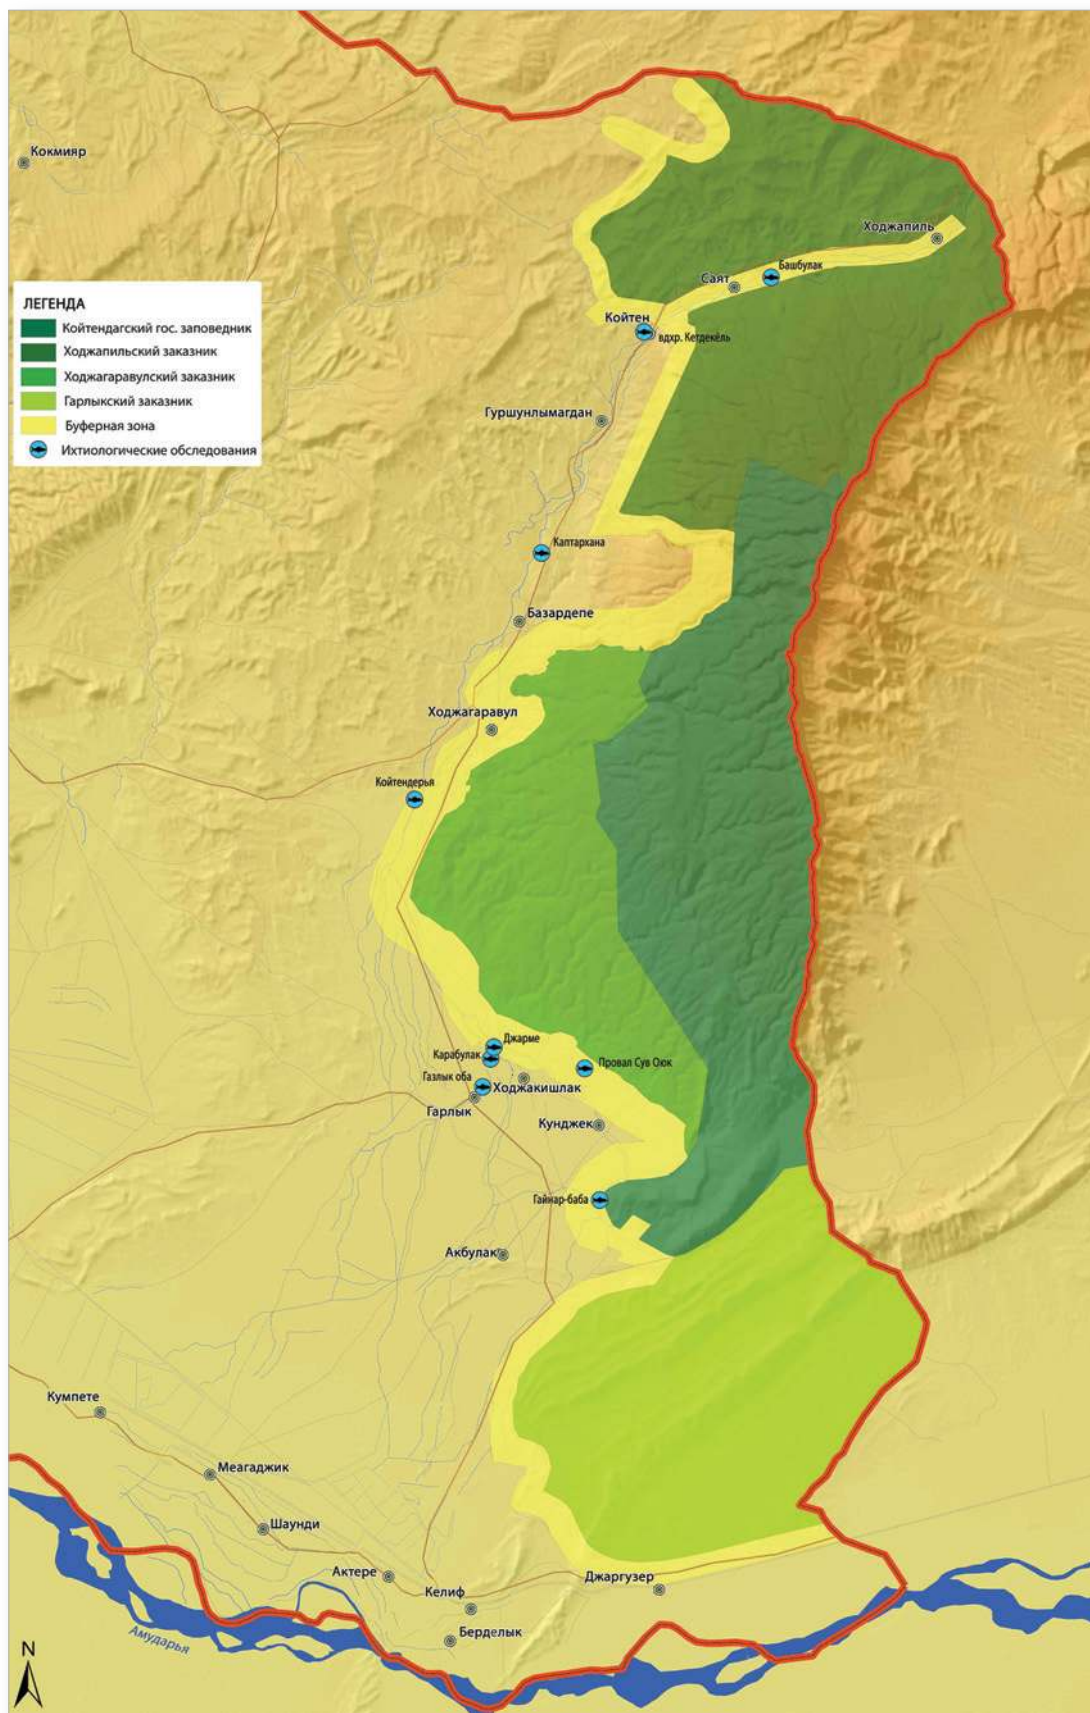 Кокмияр
Ходжапиль
Башбулак
Саят
ЛЕГЕНДА
Койтендагский гос. заповедник
Ходжапильский заказник
Ходжагаравулский заказник
Гарлыкский заказник
Буферная зона
Ихтиологические обследования
Койтен
вдхр. Кетдекёль
Гуршунлымагдан
Каптархана
Базардепе
Ходжагаравул
Койтендерья
Джарме
Карабулак
Провал Сув Оюк
Газлык оба
Ходжакишлак
Гарлык
Кунджек
Гайнар-баба
Акбулак
Кумпете
Меагаджик
Шаунди
Актере
Джаргузер
Келиф
Берделык
Амударья
N